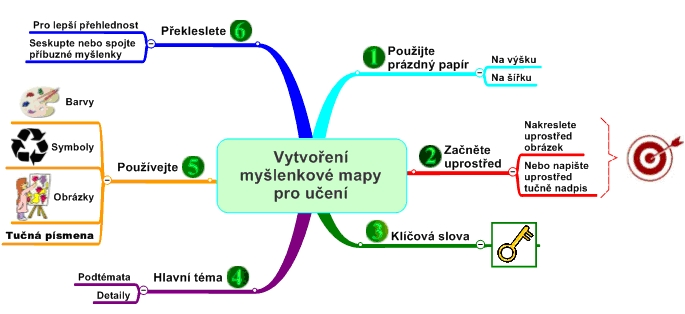 Vytvoření
myšlenkové mapy
pro učení
1 Použijte
prázdný papír
Na výšku
Na šířku
2 Začněte
uprostřed
Nakreslete
uprostřed
obrázek
Nebo napište
uprostřed
tučně nadpis
3 Klíčová slova
Hlavní téma 4
Podtémata
Detaily
Používejte 5
Barvy
Symboly
Obrázky
Tučná písmena
Překleslete 6
Pro lepší přehlednost
Seskupte nebo spojte
příbuzné myšlenky